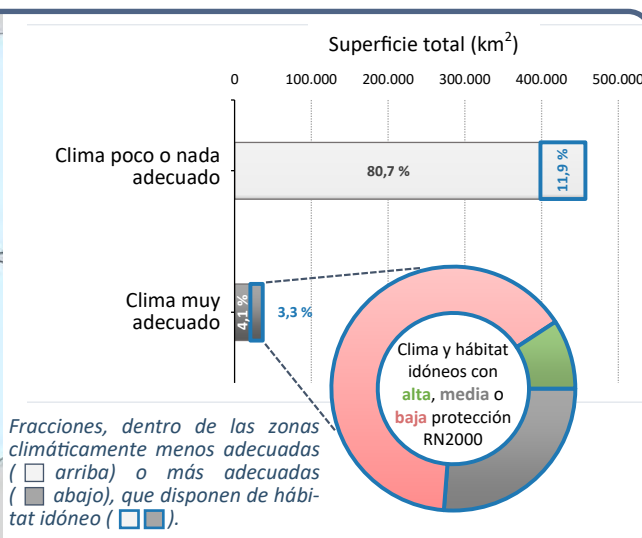 Superficie total (km²)
0 100.000 200.000 300.000 400.000 500.000
Clima poco o nada
adecuado
80,7 %
11,9 %
Clima muy
adecuado
4,1 %
3,3 %
Clima y hábitat
idóneos con
alta, media o
baja protección
RN2000
Fracciones, dentro de las zonas
climáticamente menos adecuadas
( arriba) o más adecuadas
( abajo), que disponen de hábi-
tat idóneo ( ).